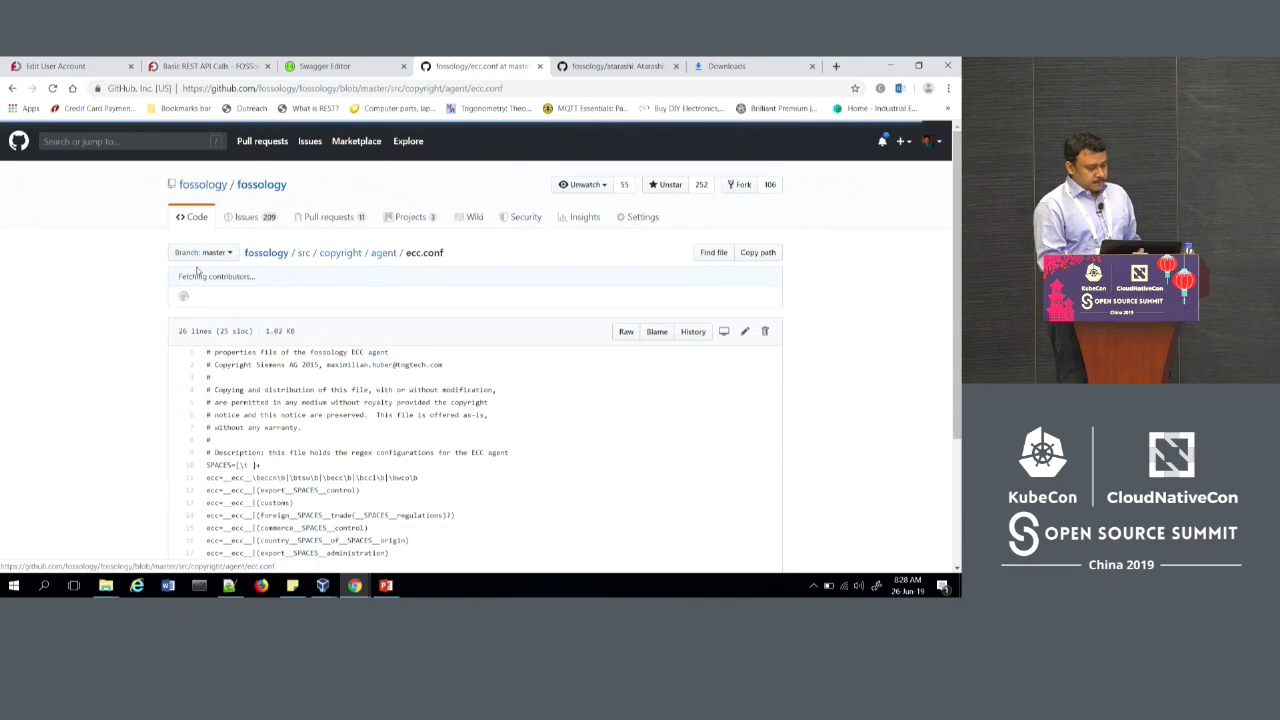 Edit User Account
Basic REST API Calls - FOSSo
Swagger Editor
fossology/ecc.conf at maste
fossology/atarashi: Atarashi
Downloads
GitHub, Inc. [US] | https://github.com/fossology/fossology/blob/master/src/copyright/agent/ecc.conf
Apps
Credit Card Paymen...
Bookmarks bar
Outreach
What is REST?
Computer parts, lap...
Trigonometry: Theo...
MQTT Essentials: Pa...
Buy DIY Electronics,...
Brilliant Premium |...
Home - Industrial E...
Search or jump to...
/
Pull requests
Issues
Marketplace
Explore
fossology / fossology
Unwatch
55
Unstar
252
Fork
106
Code
Issues 209
Pull requests 11
Projects 3
Wiki
Security
Insights
Settings
Branch: master
fossology / src / copyright / agent / ecc.conf
Find file
Copy path
Fetching contributors...
26 lines (25 sloc) | 1.02 KB
Raw
Blame
History
1 # properties file of the fossology ECC agent
2 # Copyright Siemens AG 2015, maximilian.huber@tngtech.com
3 #
4 # Copying and distribution of this file, with or without modification,
5 # are permitted in any medium without royalty provided the copyright
6 # notice and this notice are preserved. This file is offered as-is,
7 # without any warranty.
8 #
9 # Description: this file holds the regex configurations for the ECC agent
10 SPACES=[\t ]+
11 ecc=__ecc__\beccn\b|\btsu\b|\becc\b|\bccl\b|\bwco\b
12 ecc=__ecc__|(export__SPACES__control)
13 ecc=__ecc__|(customs)
14 ecc=__ecc__|(foreign__SPACES__trade(__SPACES__regulations)?)
15 ecc=__ecc__|(commerce__SPACES__control)
16 ecc=__ecc__|(country__SPACES__of__SPACES__origin)
17 ecc=__ecc__|(export__SPACES__administration)
https://github.com/fossology/fossology/blob/master/src/copyright/agent/ecc.conf
8:28 AM
26-Jun-19
KubeCon
CloudNativeCon
OPEN SOURCE SUMMIT
China 2019
KubeCon
CloudNativeCon
OPEN SOURCE SUMMIT
China 2019